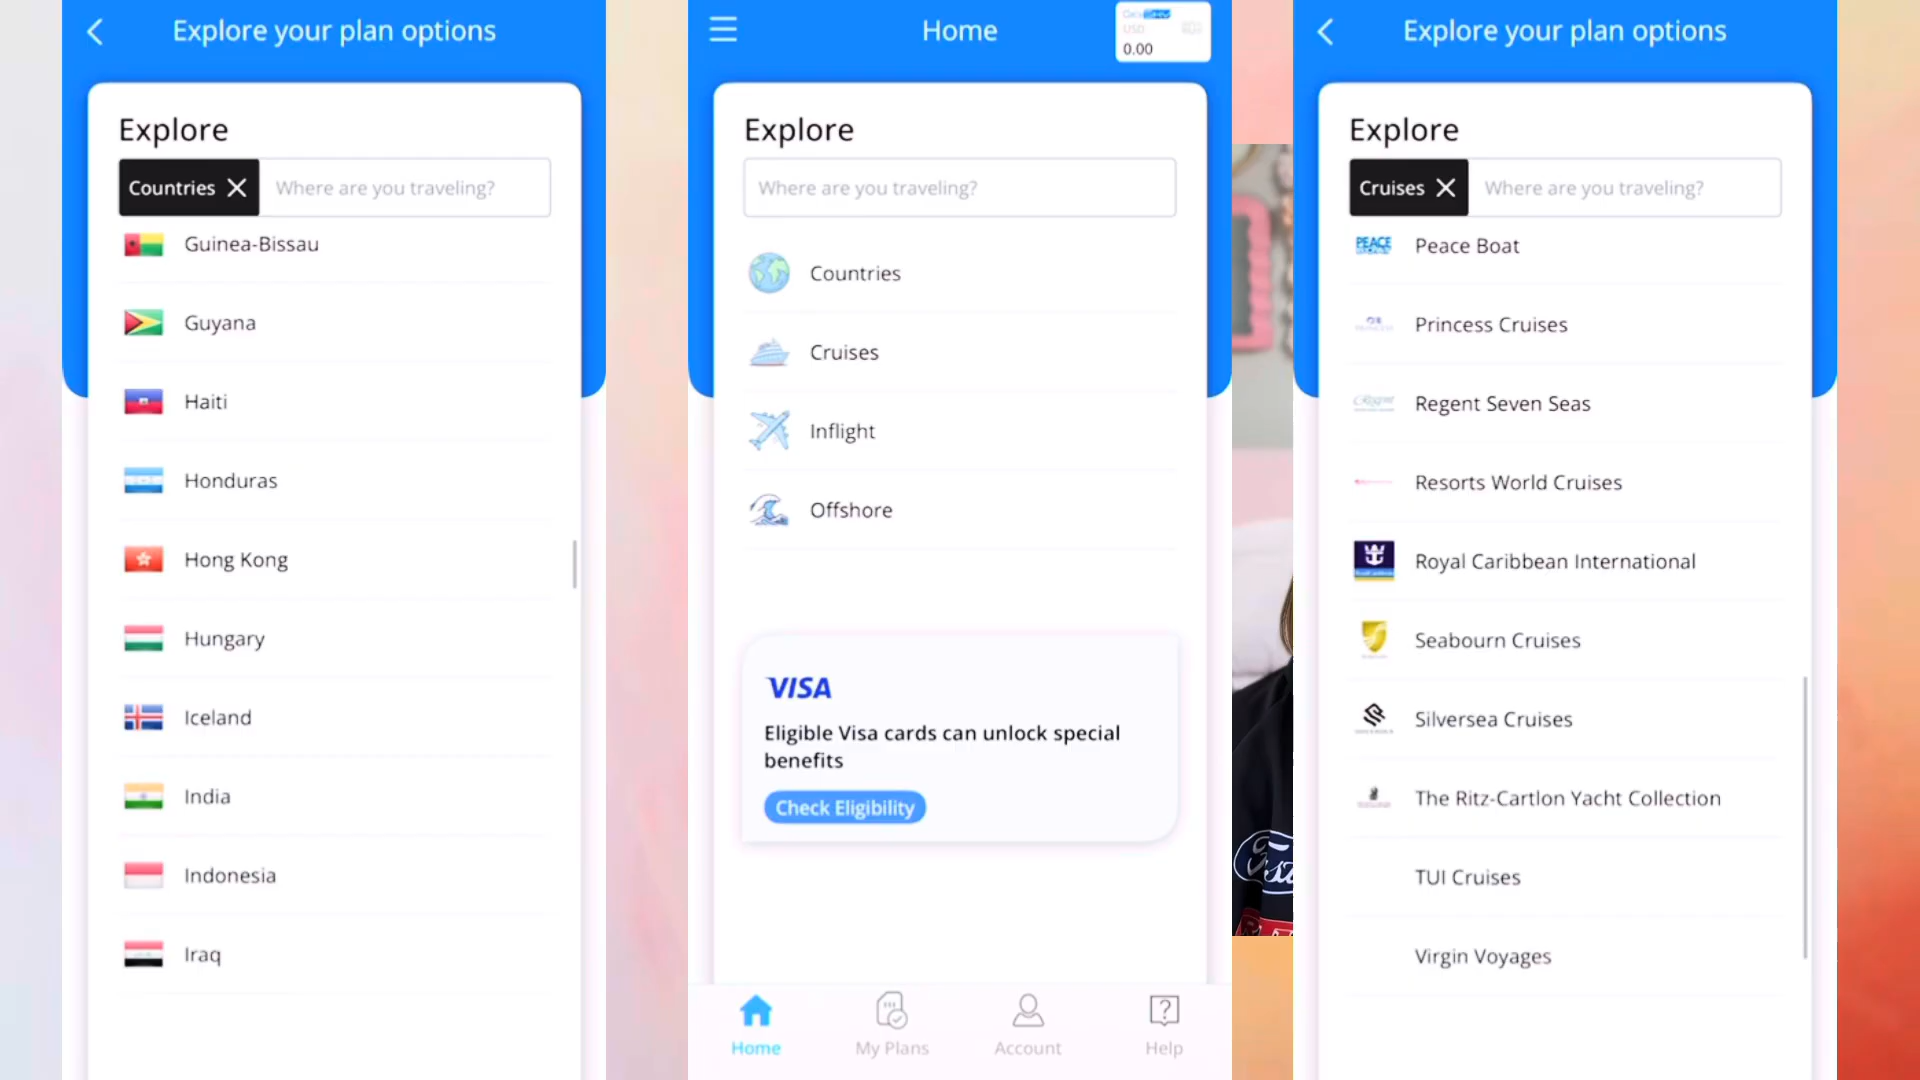 Explore your plan options
Explore
Countries
Where are you traveling?
Guinea-Bissau
Guyana
Haiti
Honduras
Hong Kong
Hungary
Iceland
India
Indonesia
Iraq
Home
USD
0.00
Explore
Where are you traveling?
Countries
Cruises
Inflight
Offshore
VISA
Eligible Visa cards can unlock special
benefits
Check Eligibility
Home
My Plans
Account
Help
Explore your plan options
Explore
Cruises
Where are you traveling?
PEACE
Peace Boat
Princess Cruises
Regent
Regent Seven Seas
Resorts World Cruises
Royal Caribbean International
Seabourn Cruises
Silversea Cruises
The Ritz-Cartlon Yacht Collection
TUI Cruises
Virgin Voyages